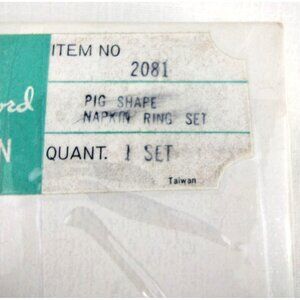 ITEM NO
2081
PIG SHAPE
NAPKIN RING SET
QUANT. 1 SET
Taiwan